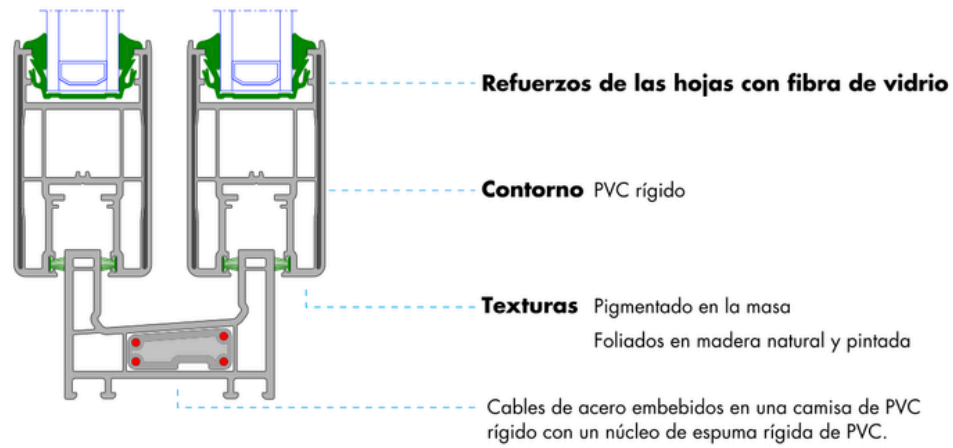 Refuerzos de las hojas con fibra de vidrio
Contorno PVC rígido
Texturas Pigmentado en la masa
Foliados en madera natural y pintada
Cables de acero embebidos en una camisa de PVC
rígido con un núcleo de espuma rígida de PVC.